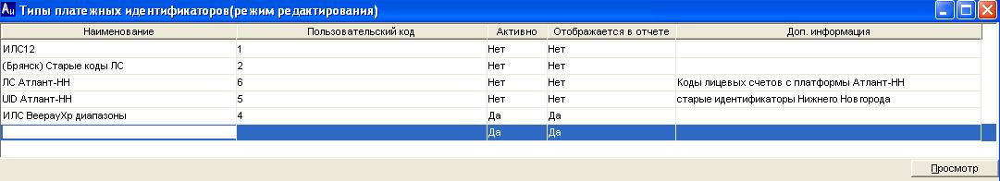 Аи Типы платежных идентификаторов(режим редактирования)
Наименование Пользовательский код Активно Отображается в отчете Доп. информация
ИЛС12 1 Нет Нет
(Брянск) Старые коды ЛС 2 Нет Нет
ЛС Атлант-НН 6 Нет Нет Коды лицевых счетов с платформы Атлант-НН
UID Атлант-НН 5 Нет Нет старые идентификаторы Нижнего Новгорода
ИЛС ВеерауХр диапазоны 4 Да Да
Да Да
Просмотр